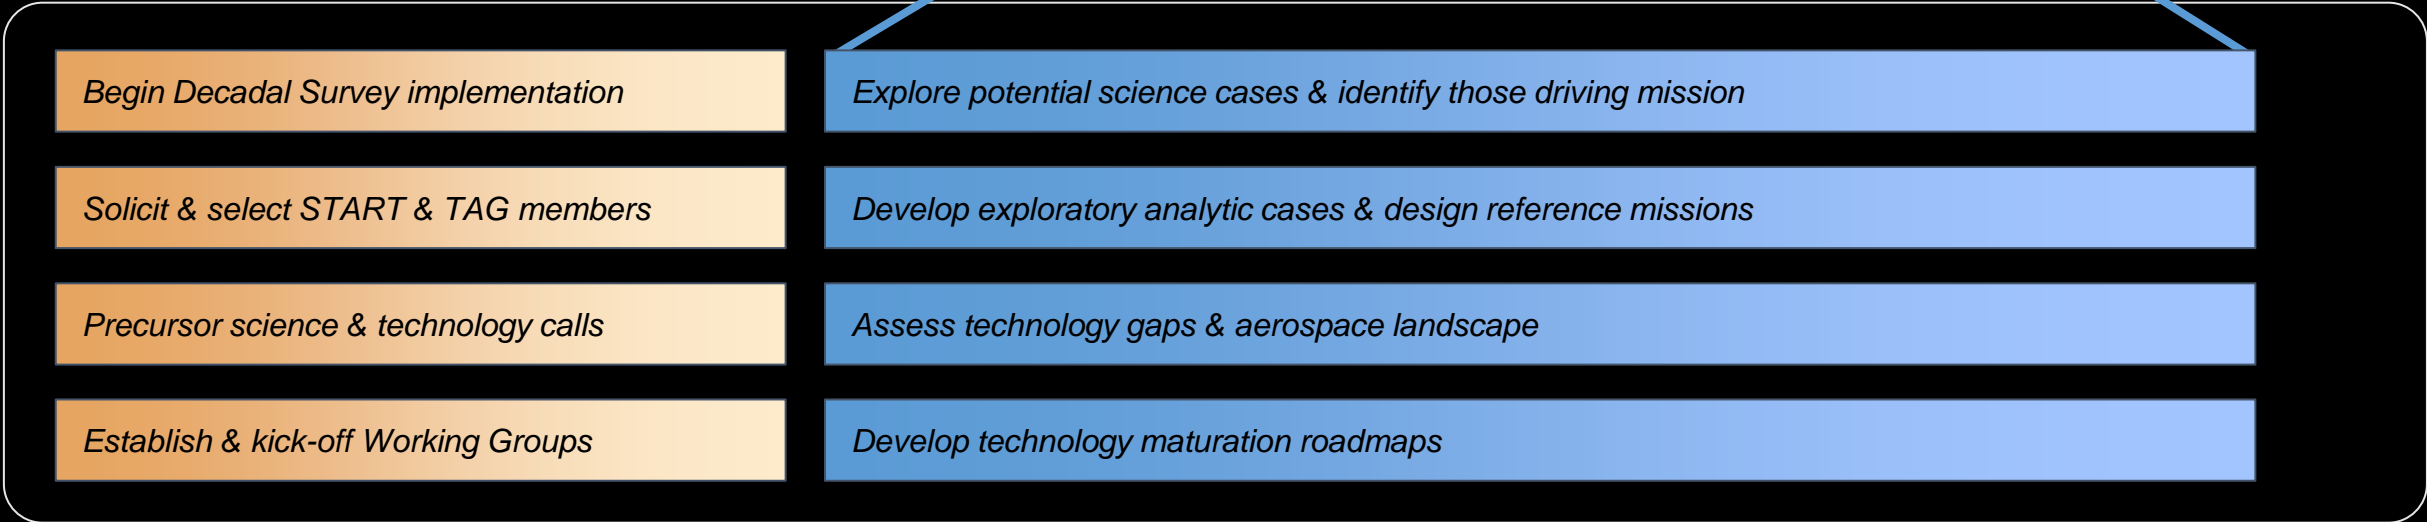 Begin Decadal Survey implementation
Explore potential science cases & identify those driving mission
Solicit & select START & TAG members
Develop exploratory analytic cases & design reference missions
Precursor science & technology calls
Assess technology gaps & aerospace landscape
Establish & kick-off Working Groups
Develop technology maturation roadmaps